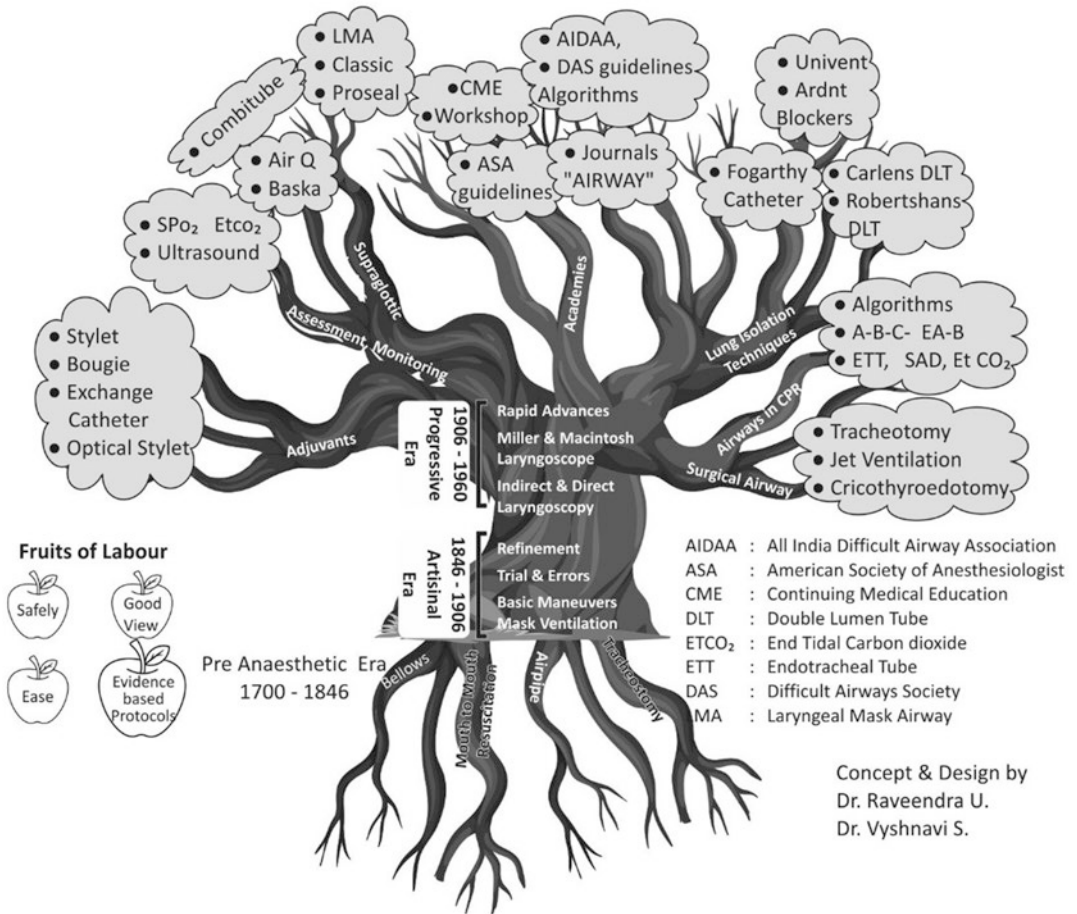 • LMA
• Classic
• Proseal
• Combitube
• Air Q
• Baska
• SPo₂ Etco₂
• Ultrasound
• Stylet
• Bougie
• Exchange
Catheter
• Optical Stylet
• CME
• Workshop
• ASA
guidelines
• AIDAA,
• DAS guidelines
Algorithms
• Journals
"AIRWAY"
• Univent
• Ardnt
Blockers
• Fogarthy
Catheter
• Carlens DLT
• Robertshans
DLT
• Algorithms
• A-B-C- EA-B
• ETT, SAD, Et CO₂
• Tracheotomy
• Jet Ventilation
• Cricothyroedotomy
Supraglottic
Assessment, Monitoring
Adjuvants
Academies
Lung Isolation
Techniques
Airways in CPR
Surgical Airway
1906 - 1960
Progressive
Era
Rapid Advances
Miller & Macintosh
Laryngoscope
Indirect & Direct
Laryngoscopy
1846 - 1906
Artisinal
Era
Refinement
Trial & Errors
Basic Maneuvers
Mask Ventilation
Pre Anaesthetic Era
1700 - 1846
Bellows
Mouth to Mouth
Resuscitation
Airpipe
Tracheostomy
Fruits of Labour
Safely
Good
View
Ease
Evidence
based
Protocols
AIDAA : All India Difficult Airway Association
ASA : American Society of Anesthesiologist
CME : Continuing Medical Education
DLT : Double Lumen Tube
ETCO₂ : End Tidal Carbon dioxide
ETT : Endotracheal Tube
DAS : Difficult Airways Society
LMA : Laryngeal Mask Airway
Concept & Design by
Dr. Raveendra U.
Dr. Vyshnavi S.